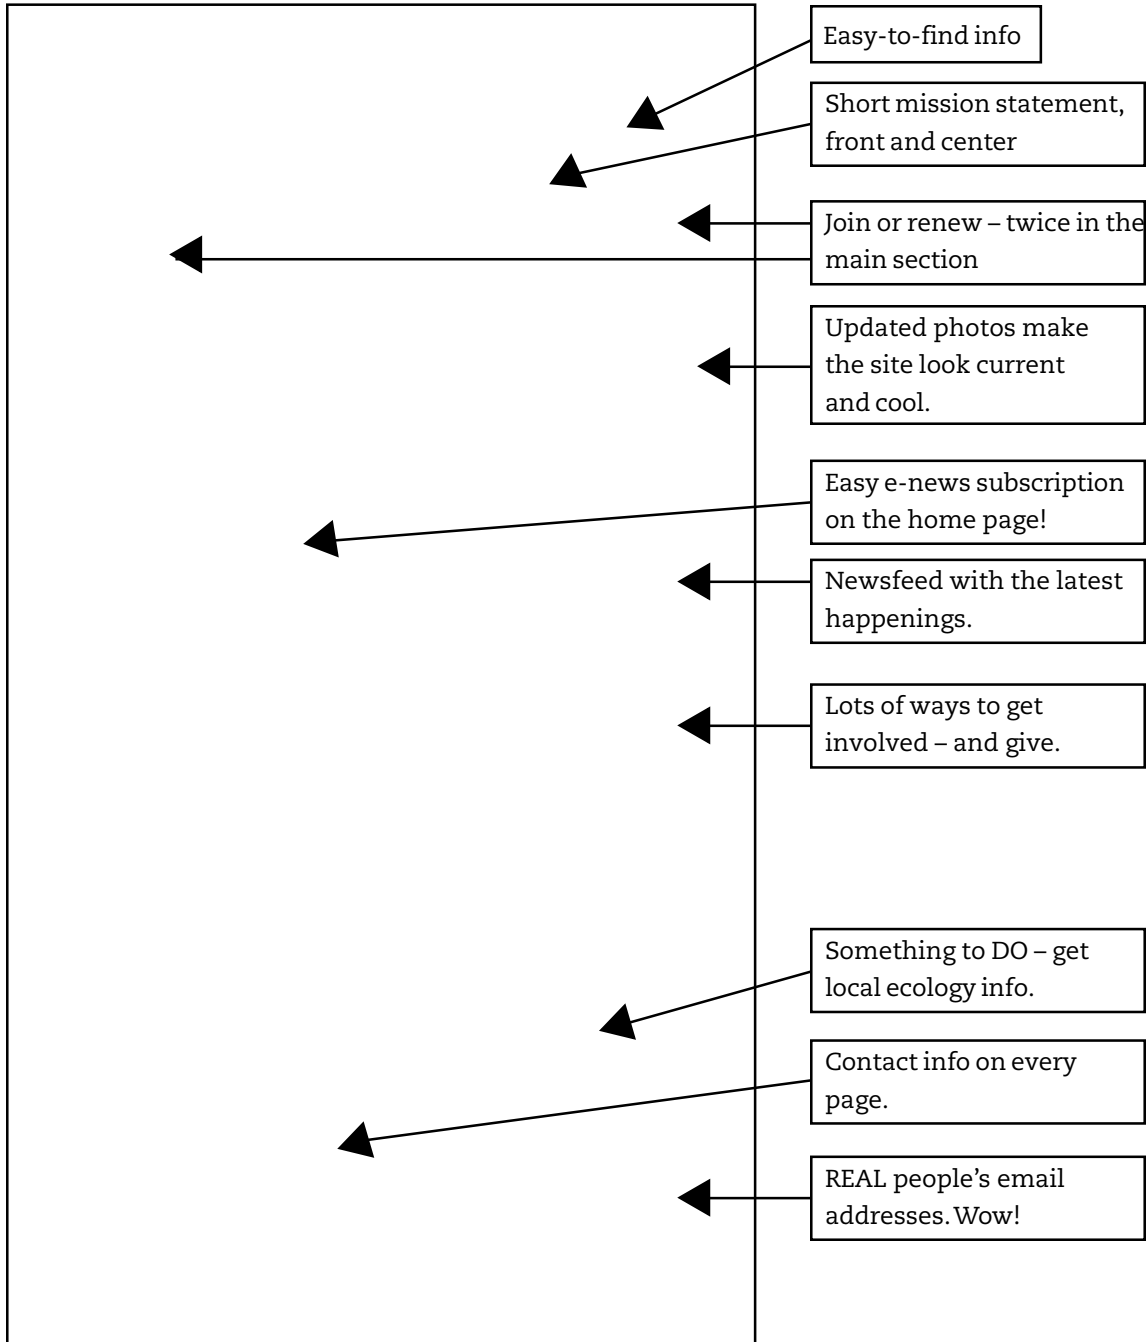 Easy-to-find info
Short mission statement,
front and center
Join or renew – twice in the
main section
Updated photos make
the site look current
and cool.
Easy e-news subscription
on the home page!
Newsfeed with the latest
happenings.
Lots of ways to get
involved – and give.
Something to DO – get
local ecology info.
Contact info on every
page.
REAL people’s email
addresses. Wow!